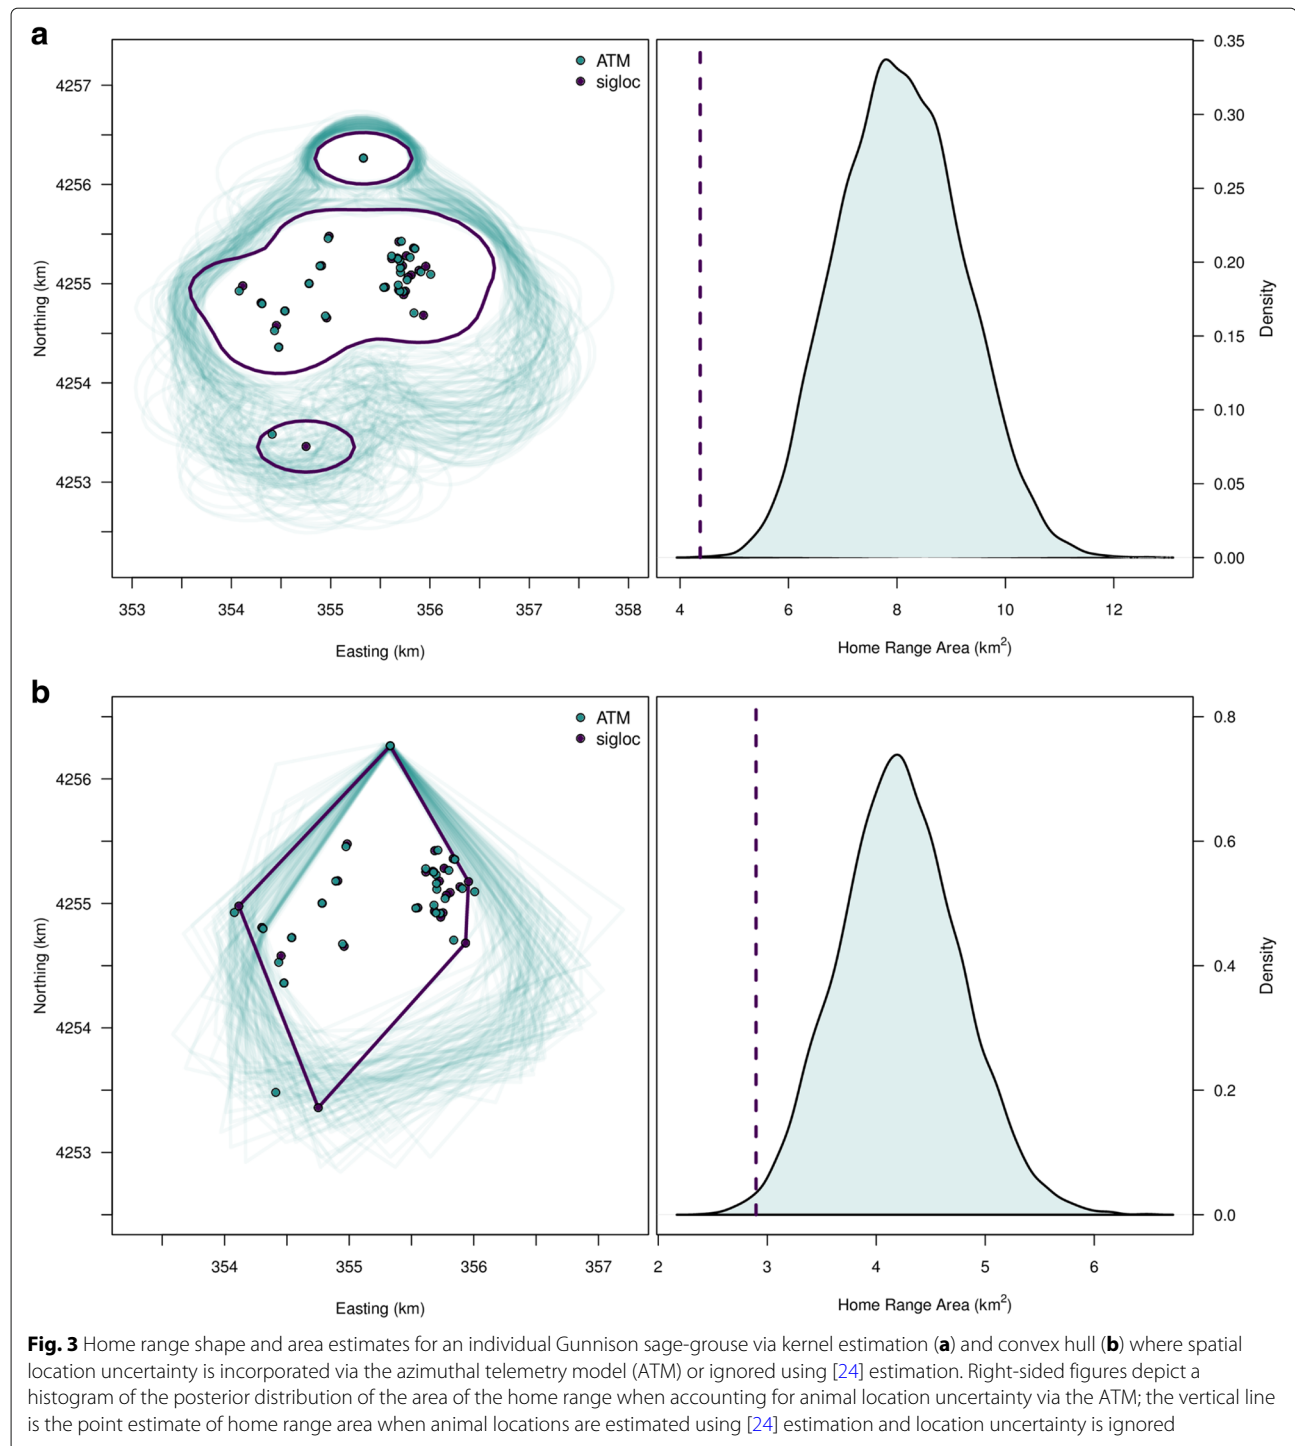 a
ATM
sigloc
4257
4256
4255
4254
4253
Northing (km)
353 354 355 356 357 358
Easting (km)
0.35
0.30
0.25
0.20
0.15
0.10
0.05
0.00
Density
4 6 8 10 12
Home Range Area (km²)
b
ATM
sigloc
4256
4255
4254
4253
Northing (km)
354 355 356 357
Easting (km)
0.8
0.6
0.4
0.2
0.0
Density
2 3 4 5 6
Home Range Area (km²)
Fig. 3 Home range shape and area estimates for an individual Gunnison sage-grouse via kernel estimation (a) and convex hull (b) where spatial
location uncertainty is incorporated via the azimuthal telemetry model (ATM) or ignored using [24] estimation. Right-sided figures depict a
histogram of the posterior distribution of the area of the home range when accounting for animal location uncertainty via the ATM; the vertical line
is the point estimate of home range area when animal locations are estimated using [24] estimation and location uncertainty is ignored